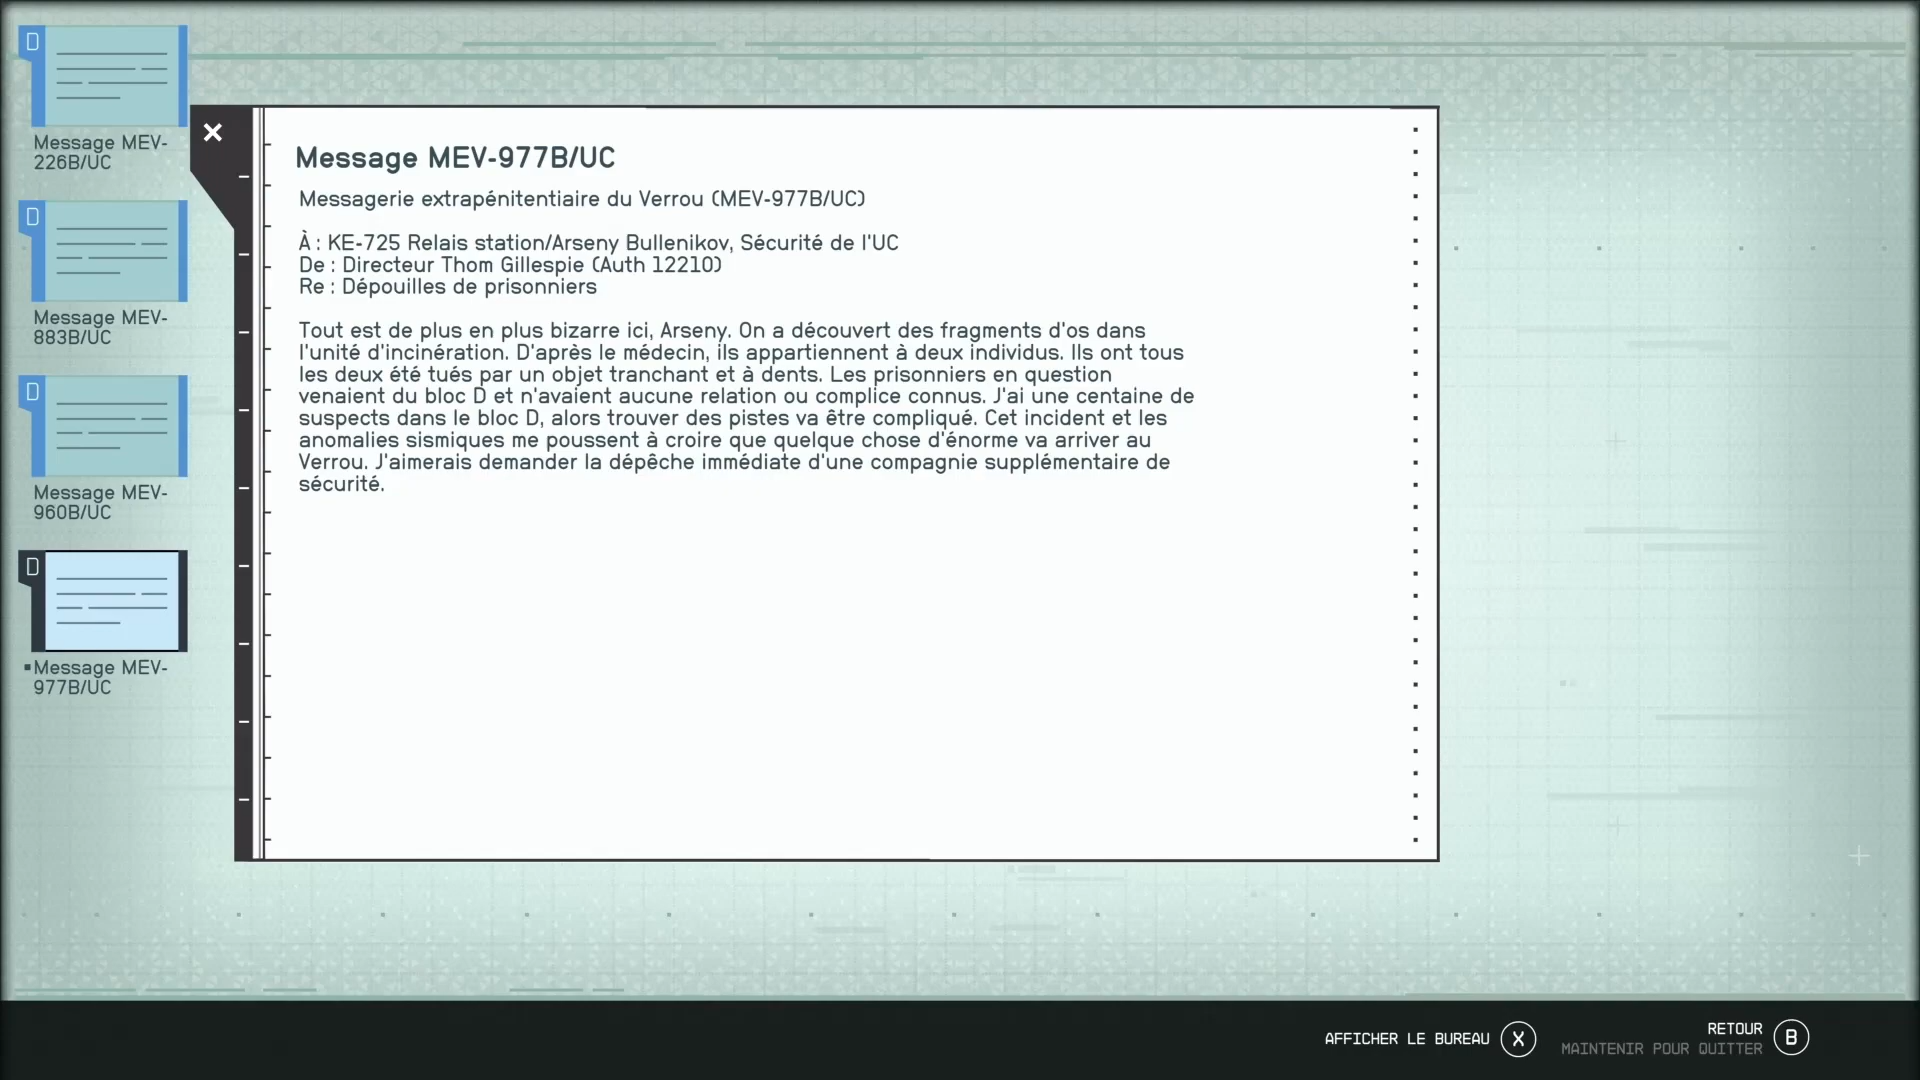 D
Message MEV-
226B/UC
D
Message MEV-
883B/UC
D
Message MEV-
960B/UC
D
Message MEV-
977B/UC
Message MEV-977B/UC
Messagerie extrapénitentiaire du Verrou (MEV-977B/UC)
À : KE-725 Relais station/Arseny Bullenikov, Sécurité de l'UC
De : Directeur Thom Gillespie (Auth 12210)
Re : Dépouilles de prisonniers
Tout est de plus en plus bizarre ici, Arseny. On a découvert des fragments d'os dans
l'unité d'incinération. D'après le médecin, ils appartiennent à deux individus. Ils ont tous
les deux été tués par un objet tranchant et à dents. Les prisonniers en question
venaient du bloc D et n'avaient aucune relation ou complice connus. J'ai une centaine de
suspects dans le bloc D, alors trouver des pistes va être compliqué. Cet incident et les
anomalies sismiques me poussent à croire que quelque chose d'énorme va arriver au
Verrou. J'aimerais demander la dépêche immédiate d'une compagnie supplémentaire de
sécurité.
AFFICHER LE BUREAU X
RETOUR B
MAINTENIR POUR QUITTER